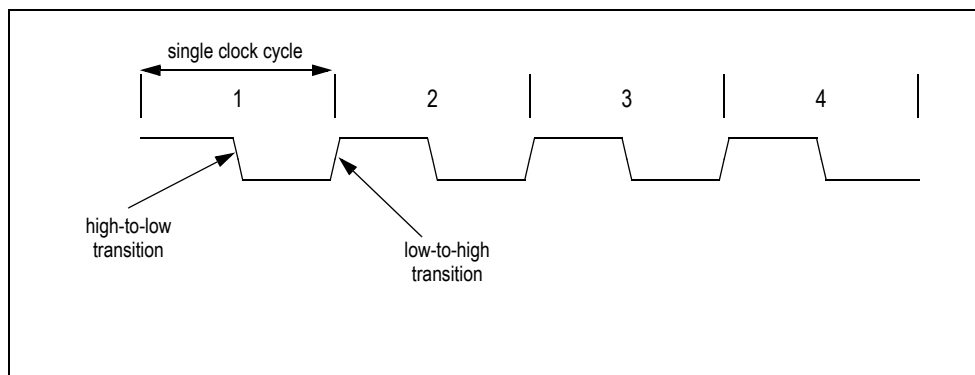 single clock cycle
1
2
3
4
high-to-low
transition
low-to-high
transition